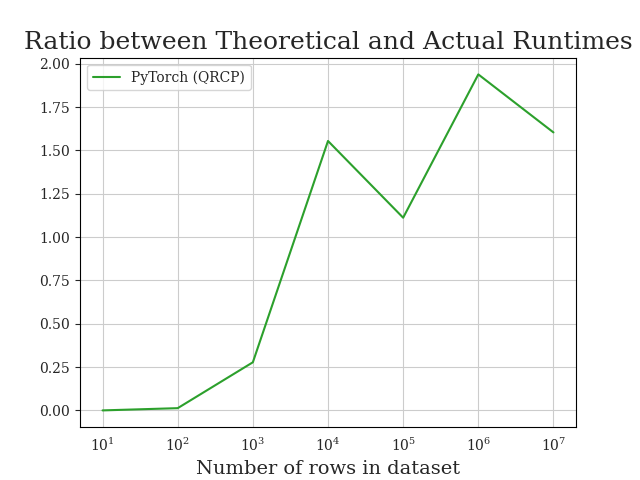 Ratio between Theoretical and Actual Runtimes
PyTorch (QRCP)
2.00
1.75
1.50
1.25
1.00
0.75
0.50
0.25
0.00
10¹ 10² 10³ 10⁴ 10⁵ 10⁶ 10⁷
Number of rows in dataset